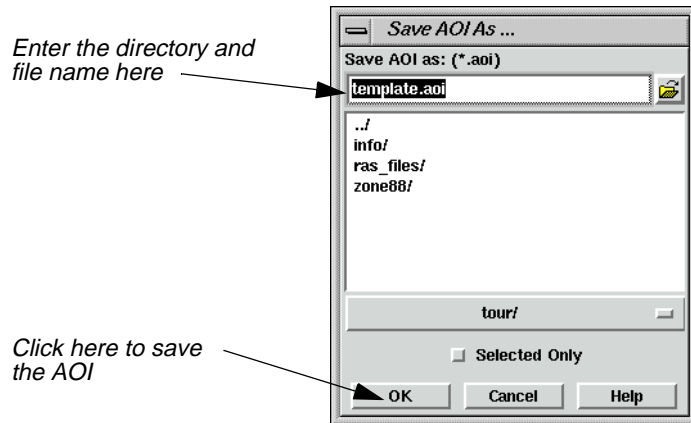 Save AOI As ...
Enter the directory and
file name here
Save AOI as: (*.aoi)
template.aoi
../
info/
ras_files/
zone88/
tour/
Click here to save
the AOI
Selected Only
OK
Cancel
Help